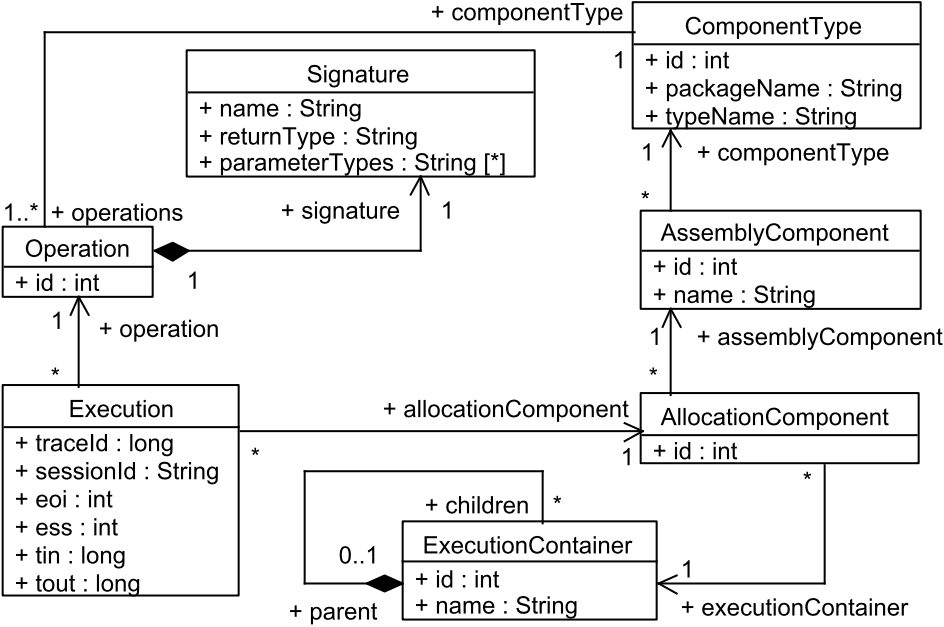 + componentType
ComponentType
1
+ id : int
+ packageName : String
+ typeName : String
Signature
+ name : String
+ returnType : String
+ parameterTypes : String [*]
1
+ componentType
*
1..*
+ operations
+ signature
1
Operation
+ id : int
1
AssemblyComponent
+ id : int
+ name : String
1
+ operation
*
1
+ assemblyComponent
*
Execution
+ traceId : long
+ sessionId : String
+ eoi : int
+ ess : int
+ tin : long
+ tout : long
+ allocationComponent
*
1
AllocationComponent
+ id : int
*
+ children
*
0..1
+ parent
ExecutionContainer
+ id : int
+ name : String
1
+ executionContainer